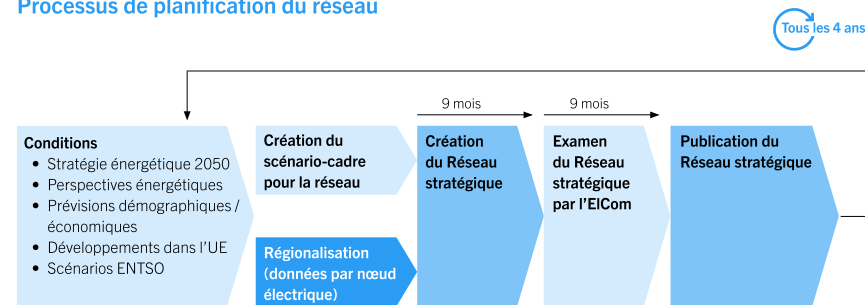 Processus de planification du réseau
Tous les 4 ans
9 mois
9 mois
Conditions
• Stratégie énergétique 2050
• Perspectives énergétiques
• Prévisions démographiques /
économiques
• Développements dans l'UE
• Scénarios ENTSO
Création du
scénario-cadre
pour la réseau
Régionalisation
(données par nœud
électrique)
Création
du Réseau
stratégique
Examen
du Réseau
stratégique
par l'ElCom
Publication du
Réseau stratégique